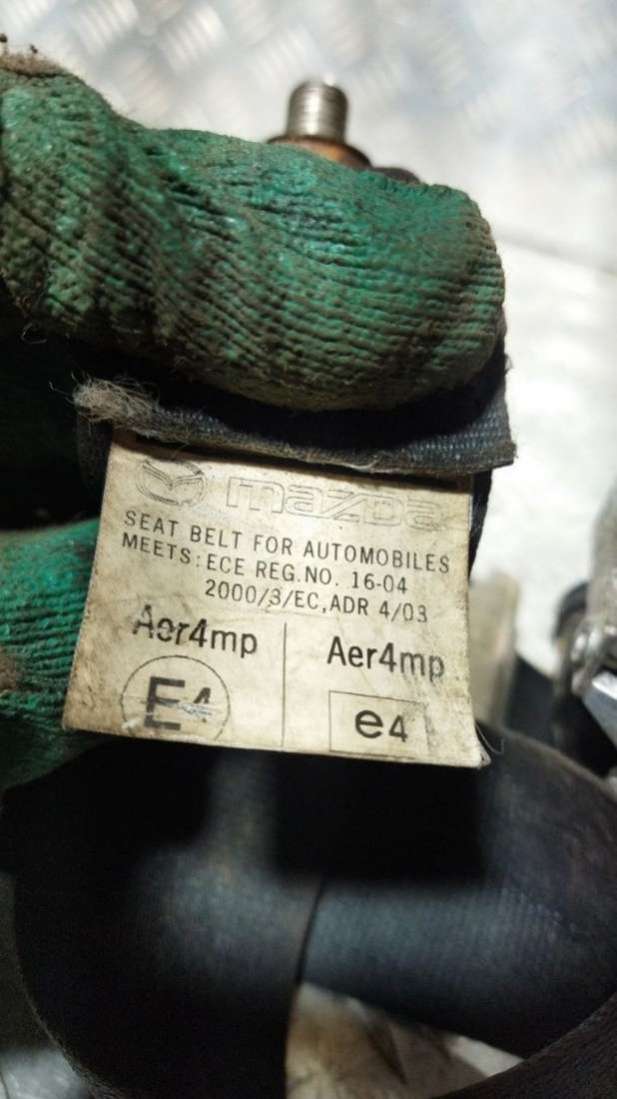 mazda
SEAT BELT FOR AUTOMOBILES
MEETS: ECE REG.NO. 16-04
2000/3/EC, ADR 4/03
Aer4mp
Aer4mp
E4
e4